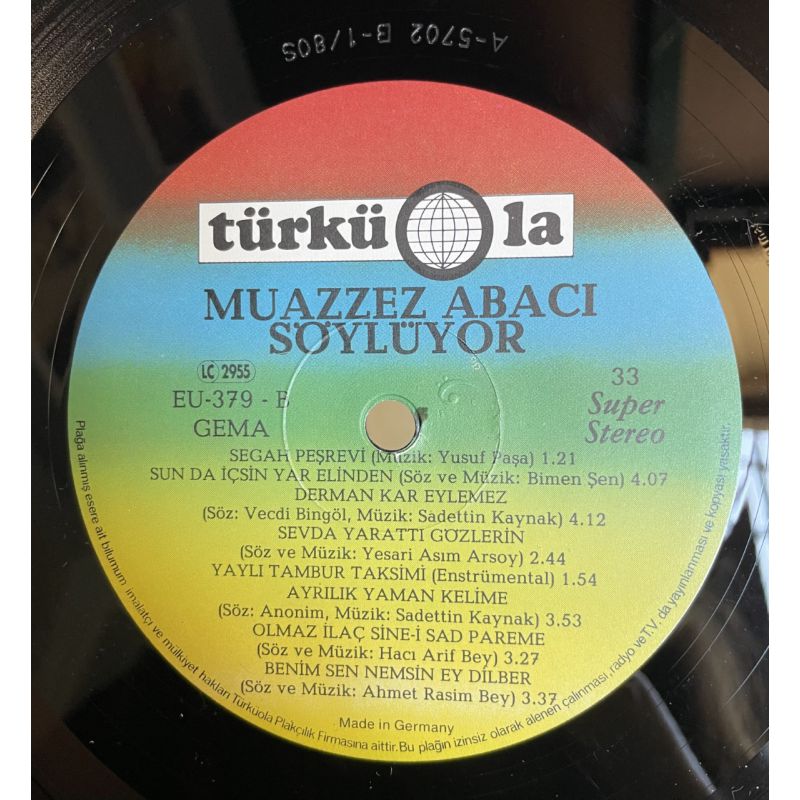 A-5702 B-1/80S
türküola
MUAZZEZ ABACI
SÖYLÜYOR
LC 2955
33
EU-379 - B
Super
GEMA
Stereo
SEGAH PEŞREVİ (Müzik: Yusuf Paşa) 1.21
SUN DA İÇSİN YAR ELİNDEN (Söz ve Müzik: Bimen Şen) 4.07
DERMAN KAR EYLEMEZ
(Söz: Vecdi Bingöl, Müzik: Sadettin Kaynak) 4.12
SEVDA YARATTI GÖZLERİN
(Söz ve Müzik: Yesari Asım Arsoy) 2.44
YAYLI TAMBUR TAKSİMİ (Enstrümental) 1.54
AYRILIK YAMAN KELİME
(Söz: Anonim, Müzik: Sadettin Kaynak) 3.53
OLMAZ İLAÇ SİNE-İ SAD PAREME
(Söz ve Müzik: Hacı Arif Bey) 3.27
BENİM SEN NEMSİN EY DİLBER
(Söz ve Müzik: Ahmet Rasim Bey) 3.37
Made in Germany
Plağa alınmış esere ait bilumum imalatçı ve mülkiyet hakları Türküola Plakçılık Firmasına aittir. Bu plağın izinsiz olarak alenen çalınması, radyo ve T.V. da yayınlanması ve kopyası yasaktır.